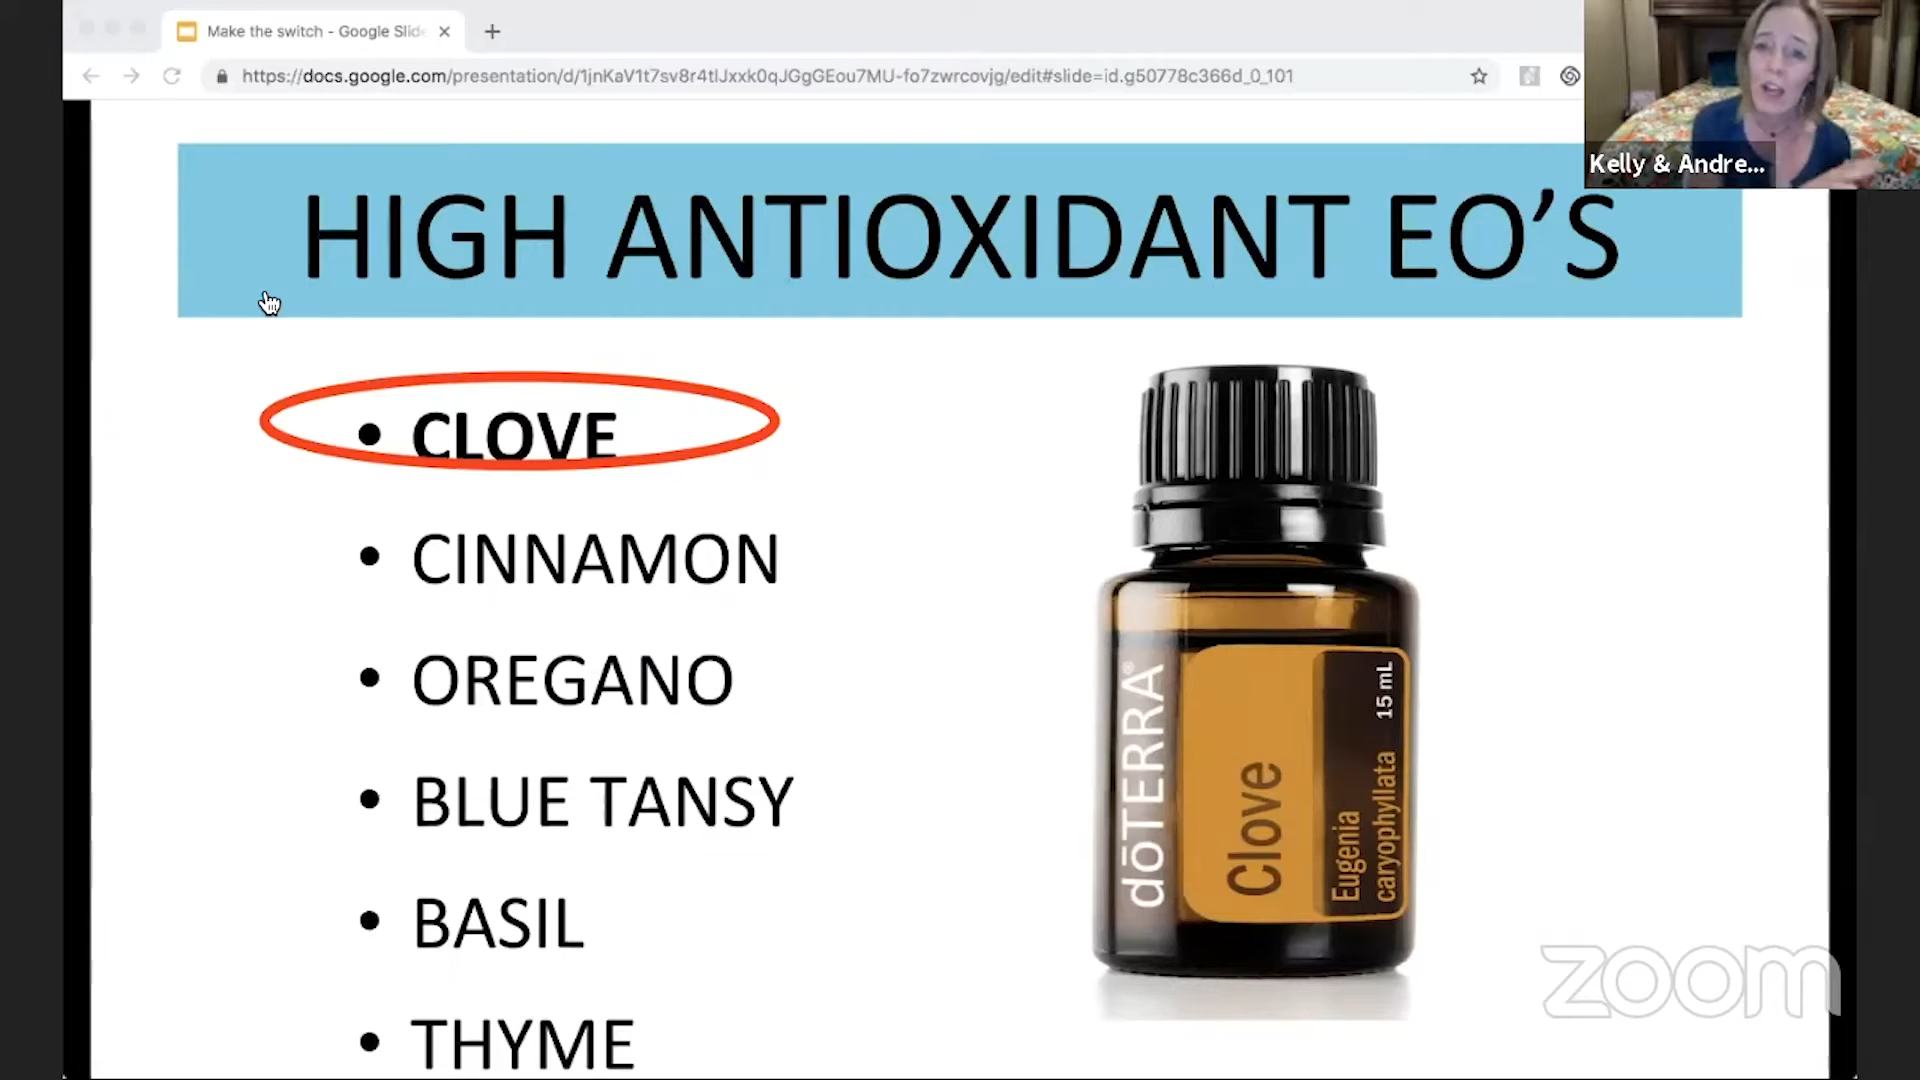 Make the switch - Google Slide
https://docs.google.com/presentation/d/1jnKaV1t7sv8r4tlJxxk0qJGgGEou7MU-fo7zwrcovjg/edit#slide=id.g50778c366d_0_101
Kelly & Andre...
HIGH ANTIOXIDANT EO’S
• CLOVE
• CINNAMON
• OREGANO
• BLUE TANSY
• BASIL
• THYME
dōTERRA®
Clove
Eugenia
caryophyllata 15 mL
zoom